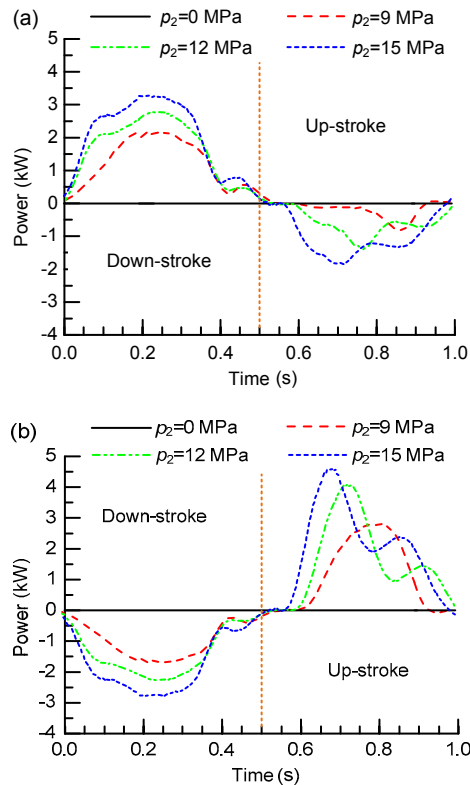 (a)
p₂=0 MPa p₂=9 MPa
p₂=12 MPa p₂=15 MPa
5
4
3
2
1
0
-1
-2
-3
-4
Power (kW)
Up-stroke
Down-stroke
0.0 0.2 0.4 0.6 0.8 1.0
Time (s)
(b)
p₂=0 MPa p₂=9 MPa
p₂=12 MPa p₂=15 MPa
5
4
3
2
1
0
-1
-2
-3
-4
Power (kW)
Down-stroke
Up-stroke
0.0 0.2 0.4 0.6 0.8 1.0
Time (s)